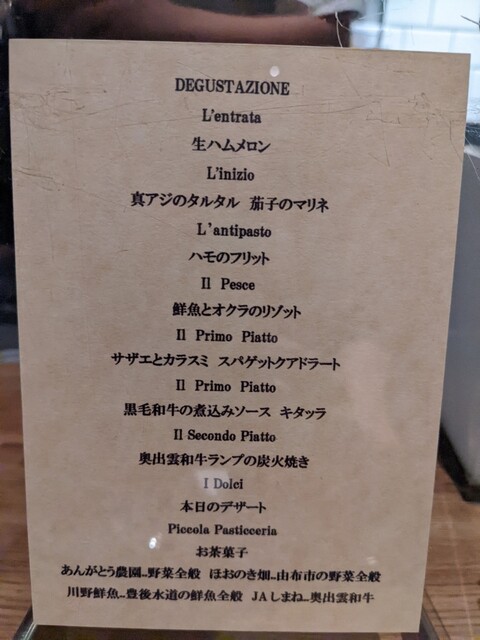 DEGUSTAZIONE
L'entrata
生ハムメロン
L'inizio
真アジのタルタル 茄子のマリネ
L'antipasto
ハモのフリット
Il Pesce
鮮魚とオクラのリゾット
Il Primo Piatto
サザエとカラスミ スパゲットクアドラート
Il Primo Piatto
黒毛和牛の煮込みソース キタッラ
Il Secondo Piatto
奥出雲和牛ランプの炭火焼き
I Dolci
本日のデザート
Piccola Pasticceria
お茶菓子
あんがとう農園…野菜全般 ほおのき畑…由布市の野菜全般
川野鮮魚…豊後水道の鮮魚全般 JAしまね…奥出雲和牛